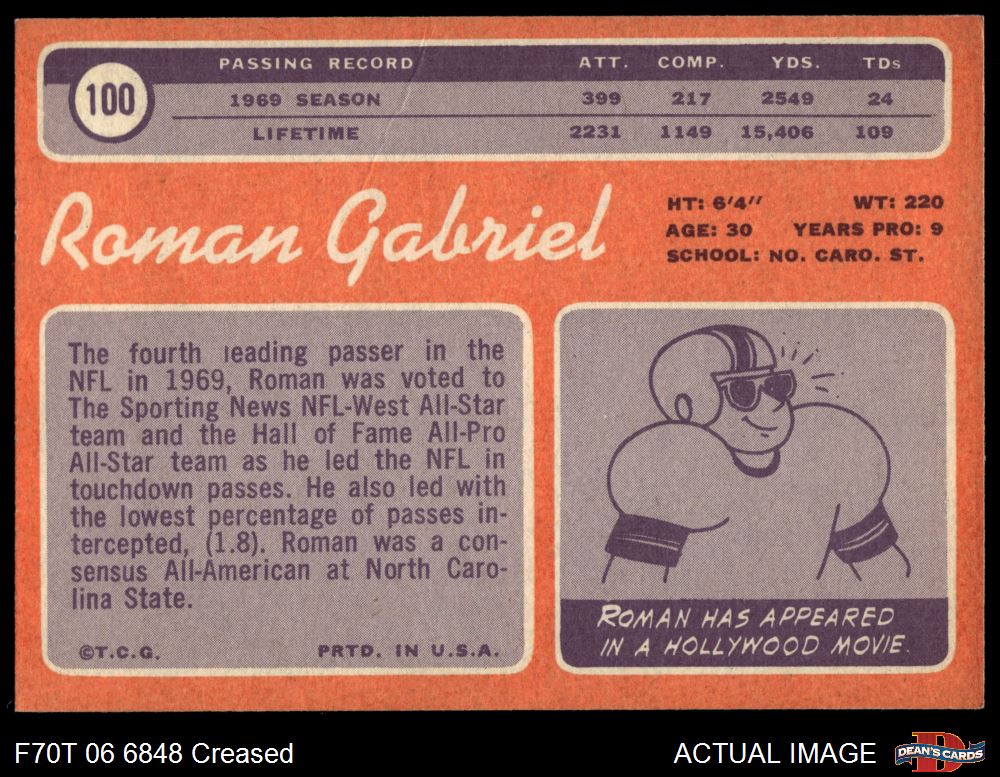 PASSING RECORD ATT. COMP. YDS. TDs
100
1969 SEASON 399 217 2549 24
LIFETIME 2231 1149 15,406 109
Roman Gabriel
HT: 6'4" WT: 220
AGE: 30 YEARS PRO: 9
SCHOOL: NO. CARO. ST.
The fourth leading passer in the
NFL in 1969, Roman was voted to
The Sporting News NFL-West All-Star
team and the Hall of Fame All-Pro
All-Star team as he led the NFL in
touchdown passes. He also led with
the lowest percentage of passes in-
tercepted, (1.8). Roman was a con-
sensus All-American at North Caro-
lina State.
©T.C.G. PRTD. IN U.S.A.
ROMAN HAS APPEARED
IN A HOLLYWOOD MOVIE.
F70T 06 6848 Creased
ACTUAL IMAGE
D
DEAN'S CARDS